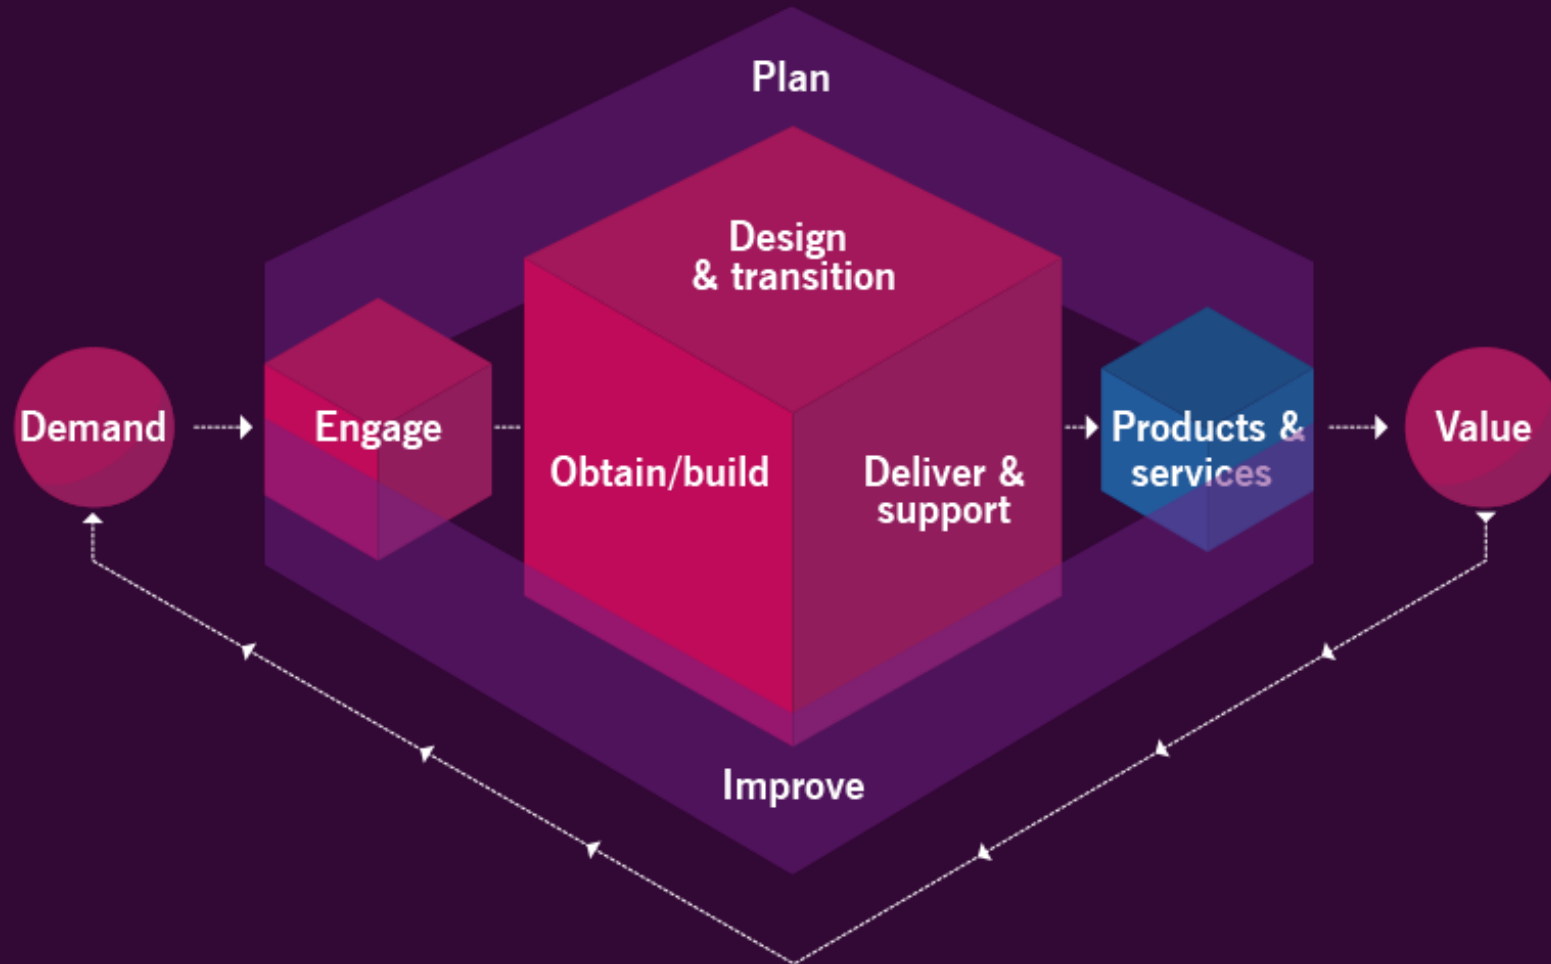 Plan
Design
& transition
Demand
Engage
Obtain/build
Deliver &
support
Products &
services
Value
Improve